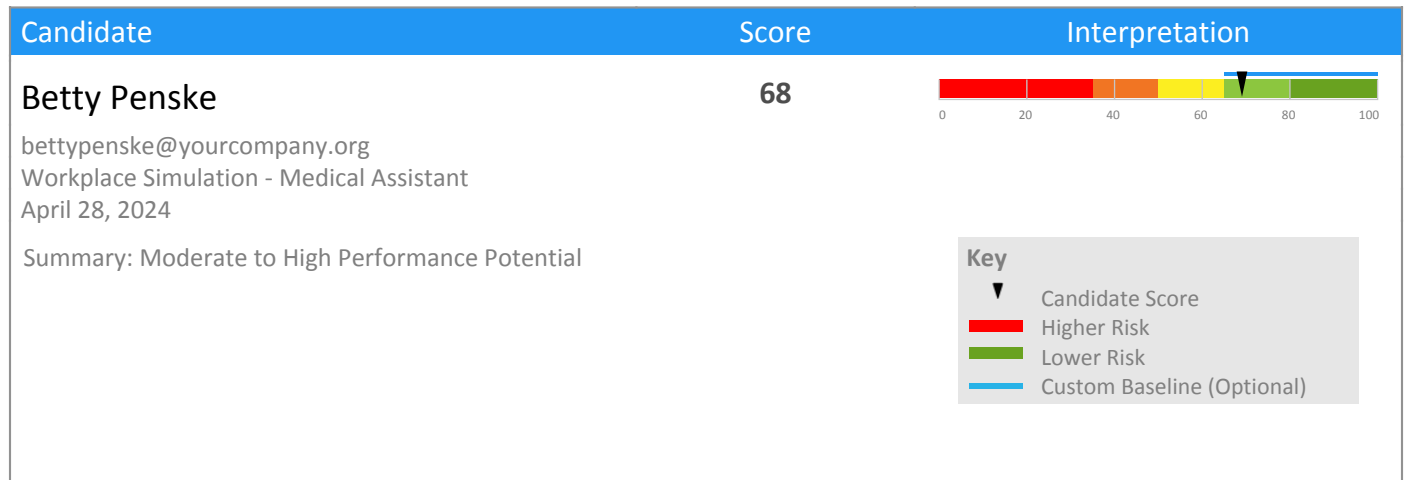 Candidate Score Interpretation
Betty Penske 68
0 20 40 60 80 100
bettypenske@yourcompany.org
Workplace Simulation - Medical Assistant
April 28, 2024
Summary: Moderate to High Performance Potential
Key
Candidate Score
Higher Risk
Lower Risk
Custom Baseline (Optional)